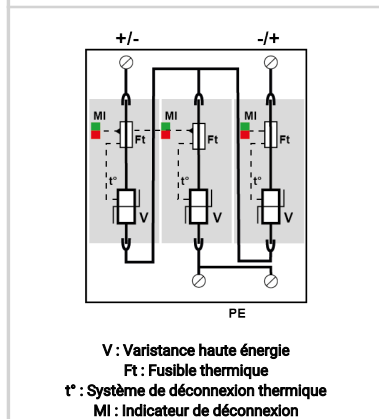 +/- -/+
MI MI MI
Ft Ft Ft
t° t° t°
V V V
PE
V : Varistance haute énergie
Ft : Fusible thermique
t° : Système de déconnexion thermique
MI : Indicateur de déconnexion